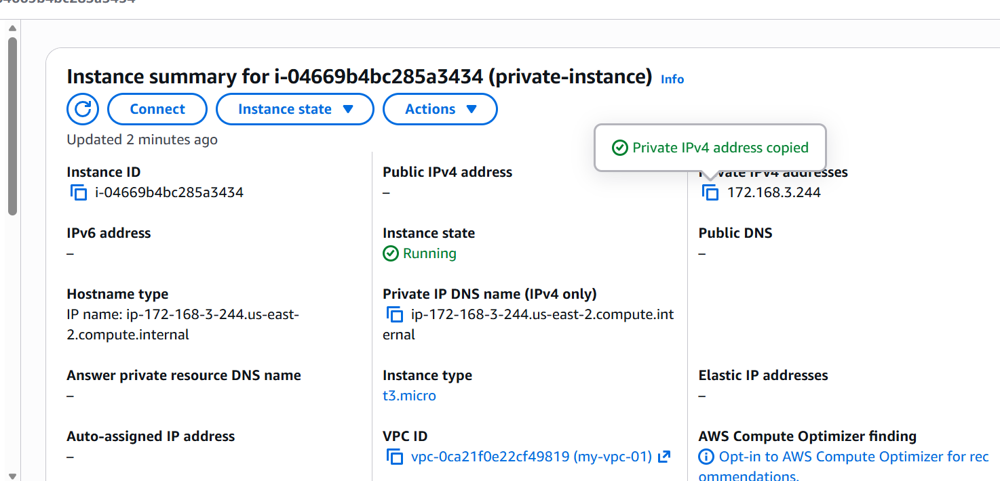 Instance summary for i-04669b4bc285a3434 (private-instance) Info
Connect
Instance state
Actions
Updated 2 minutes ago
Private IPv4 address copied
Instance ID
i-04669b4bc285a3434
Public IPv4 address
–
Private IPv4 addresses
172.168.3.244
IPv6 address
–
Instance state
Running
Public DNS
–
Hostname type
IP name: ip-172-168-3-244.us-east-
2.compute.internal
Private IP DNS name (IPv4 only)
ip-172-168-3-244.us-east-2.compute.int
ernal
Answer private resource DNS name
–
Instance type
t3.micro
Elastic IP addresses
–
Auto-assigned IP address
–
VPC ID
vpc-0ca21f0e22cf49819 (my-vpc-01)
AWS Compute Optimizer finding
Opt-in to AWS Compute Optimizer for rec
ommendations.